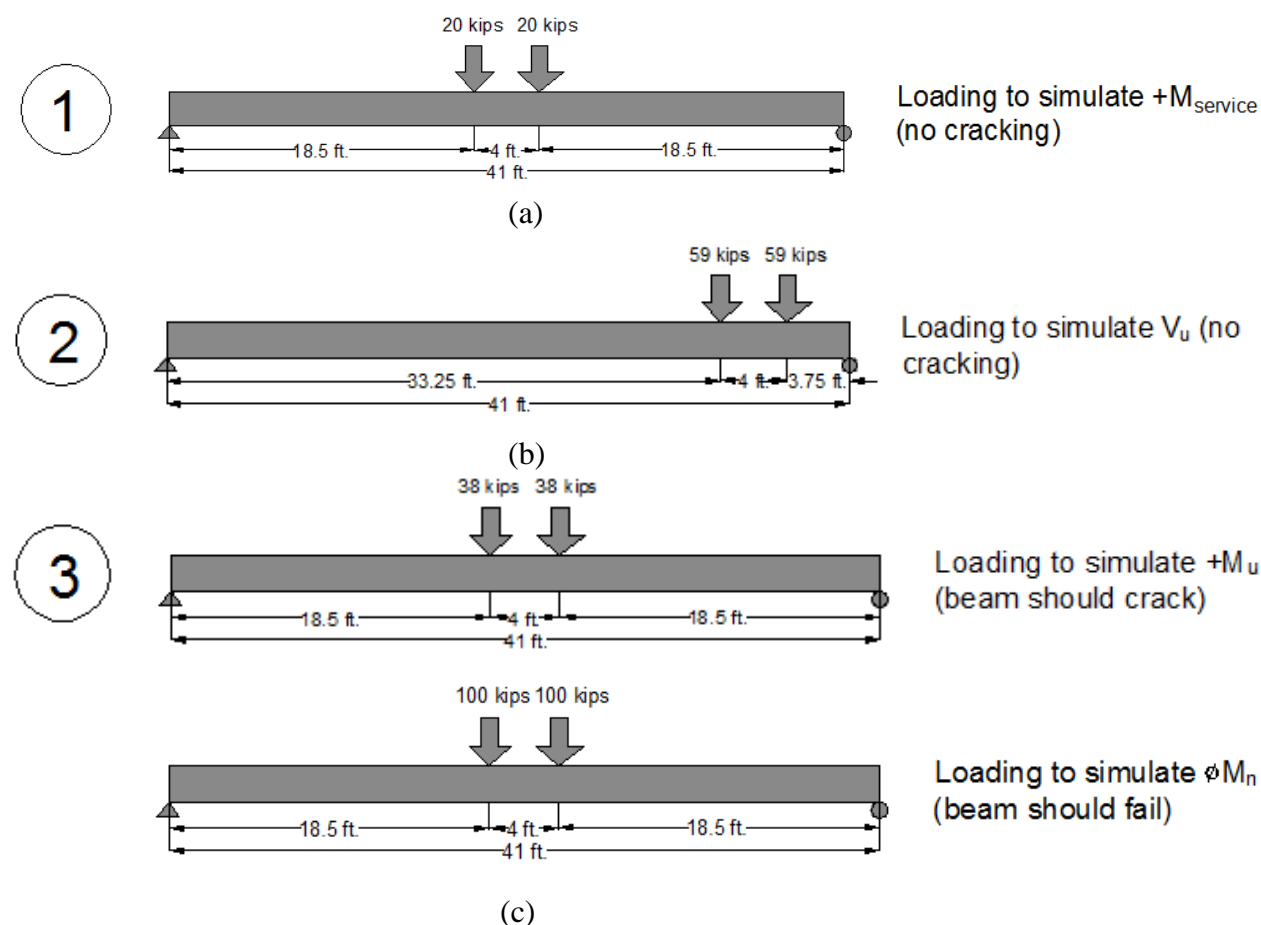 20 kips 20 kips
1
Loading to simulate +Mservice
(no cracking)
18.5 ft. 4 ft. 18.5 ft.
41 ft.
(a)
59 kips 59 kips
2
Loading to simulate Vu (no
cracking)
33.25 ft. 4 ft. 3.75 ft.
41 ft.
(b)
38 kips 38 kips
3
Loading to simulate +Mu
(beam should crack)
18.5 ft. 4 ft. 18.5 ft.
41 ft.
100 kips 100 kips
Loading to simulate øMn
(beam should fail)
18.5 ft. 4 ft. 18.5 ft.
41 ft.
(c)